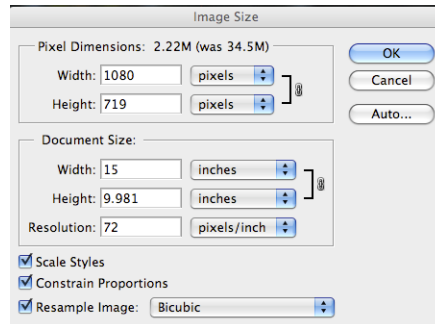 Image Size
Pixel Dimensions: 2.22M (was 34.5M)
OK
Width: 1080 pixels
Cancel
Height: 719 pixels
Auto...
Document Size:
Width: 15 inches
Height: 9.981 inches
Resolution: 72 pixels/inch
Scale Styles
Constrain Proportions
Resample Image: Bicubic